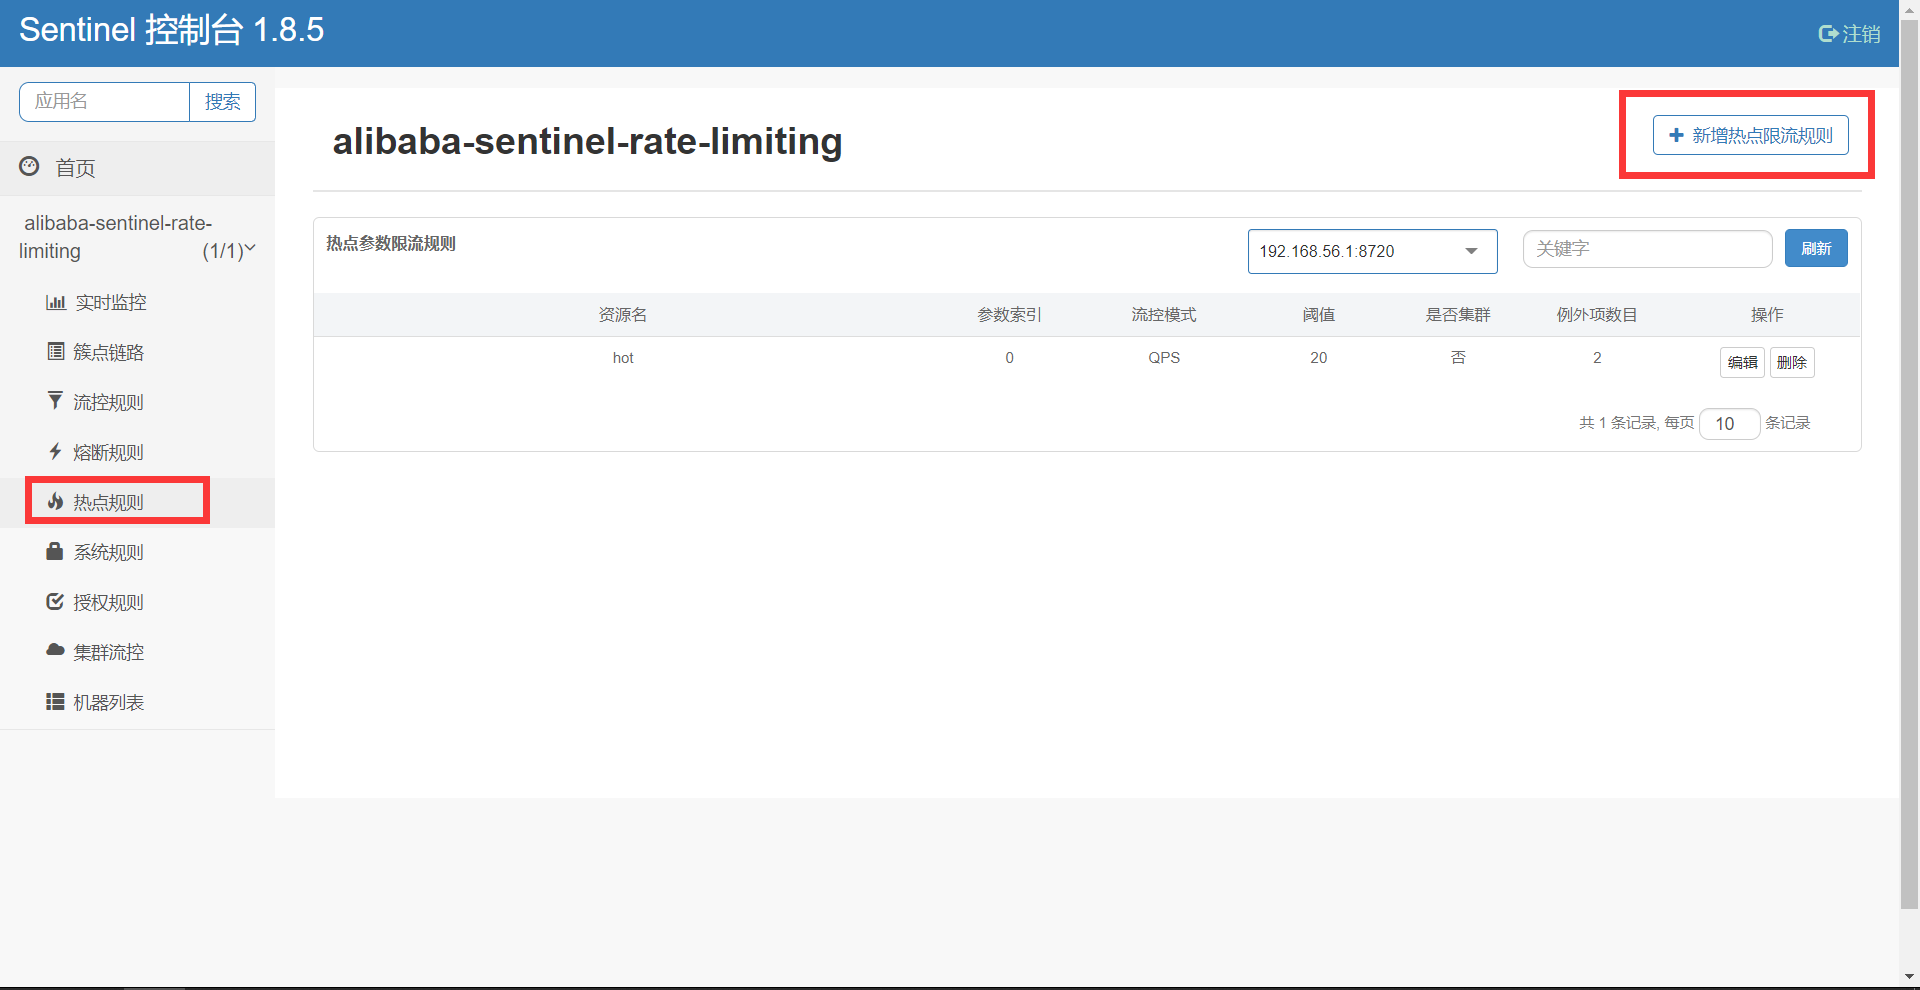 Sentinel 控制台 1.8.5
注销
应用名
搜索
首页
alibaba-sentinel-rate-
limiting
(1/1)
实时监控
簇点链路
流控规则
熔断规则
热点规则
系统规则
授权规则
集群流控
机器列表
alibaba-sentinel-rate-limiting
新增热点限流规则
热点参数限流规则
192.168.56.1:8720
关键字
刷新
资源名 参数索引 流控模式 阈值 是否集群 例外项数目 操作
hot 0 QPS 20 否 2 编辑 删除
共 1 条记录, 每页 10 条记录